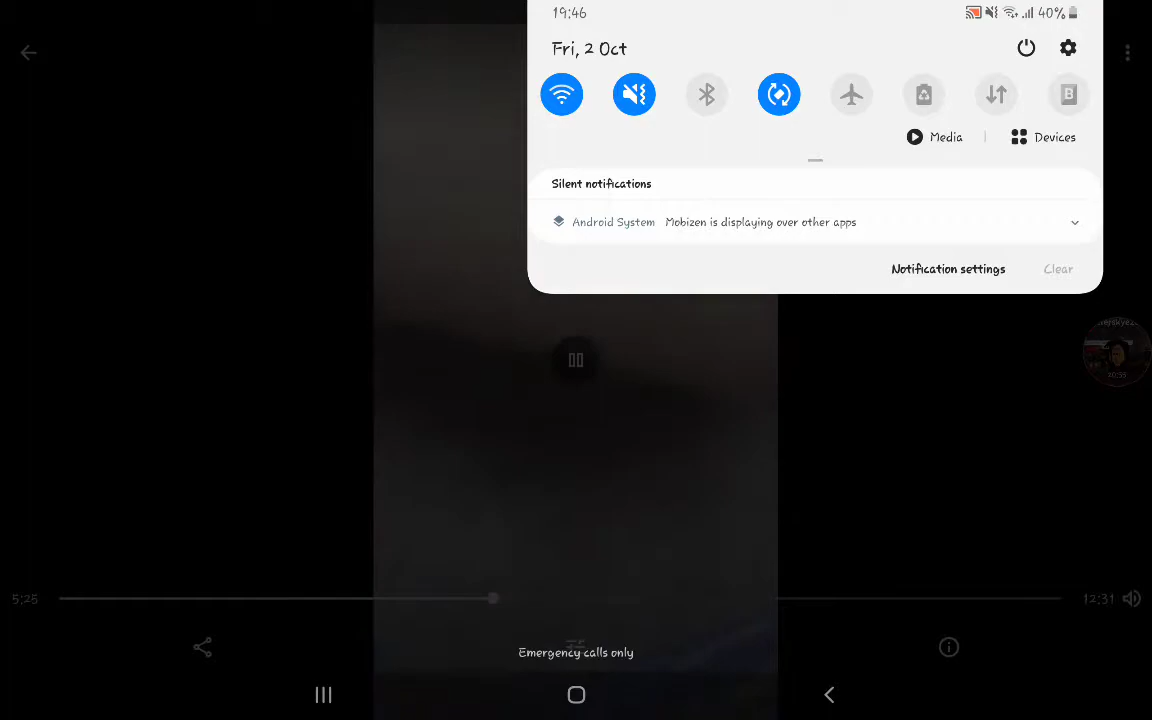 19:46
40%
Fri, 2 Oct
Media | Devices
Silent notifications
Android System Mobizen is displaying over other apps
Notification settings Clear
5:25
12:31
Emergency calls only